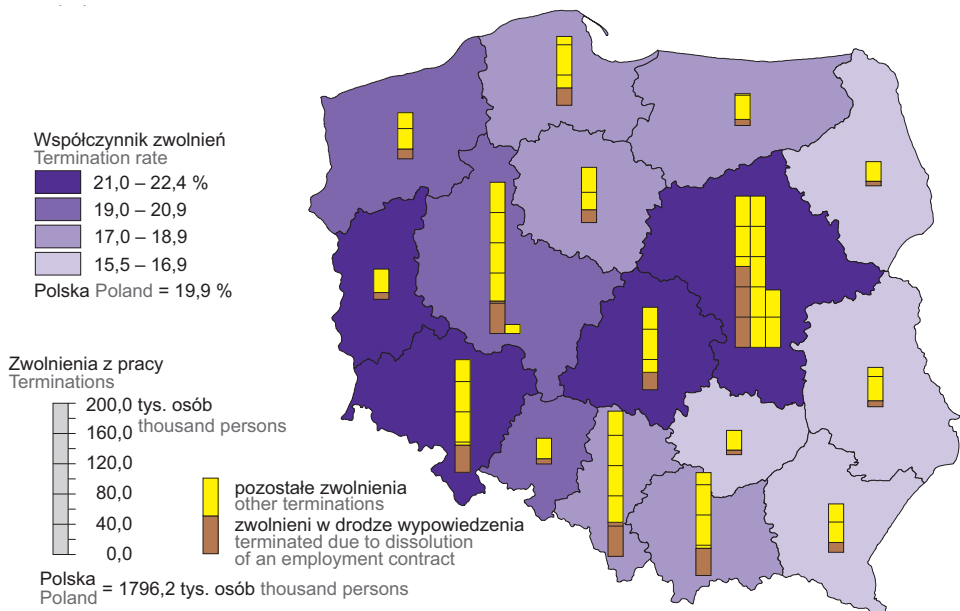 Współczynnik zwolnień
Termination rate
21,0 – 22,4 %
19,0 – 20,9
17,0 – 18,9
15,5 – 16,9
Polska Poland = 19,9 %
Zwolnienia z pracy
Terminations
200,0 tys. osób
thousand persons
160,0
120,0
80,0
40,0
0,0
pozostałe zwolnienia
other terminations
zwolnieni w drodze wypowiedzenia
terminated due to dissolution
of an employment contract
Polska
Poland = 1796,2 tys. osób thousand persons